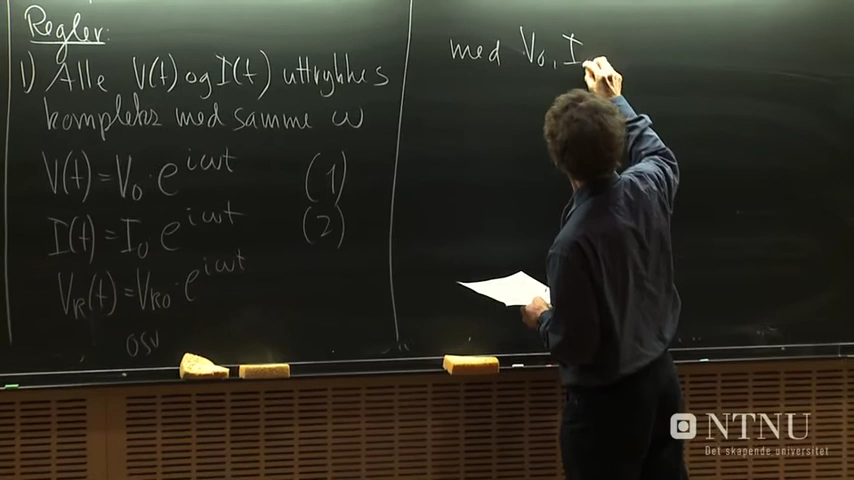 Regler:
1) Alle V(t) og I(t) uttrykkes
kompleks med samme ω
V(t) = V₀ · e^{iωt} (1)
I(t) = I₀ e^{iωt} (2)
V_R(t) = V_{R0} · e^{iωt}
osv
med V₀, I
NTNU
Det skapende universitet